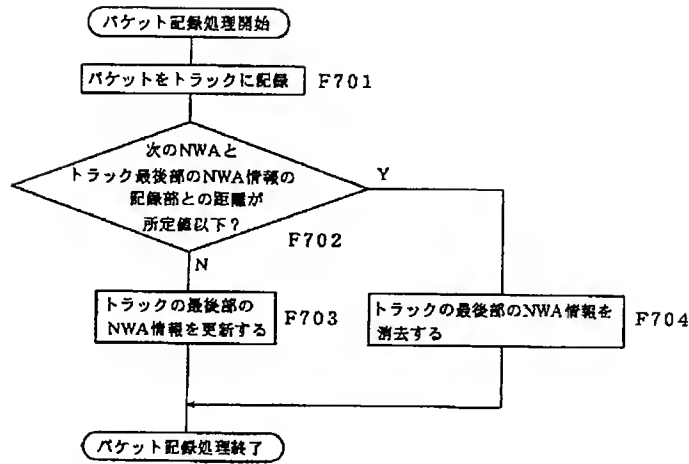 パケット記録処理開始
パケットをトラックに記録 F701
次のNWAと
トラック最後部のNWA情報の
記録部との距離が
所定値以下?
Y
F702
N
トラックの最後部の
NWA情報を更新する
F703
トラックの最後部のNWA情報を
消去する
F704
パケット記録処理終了